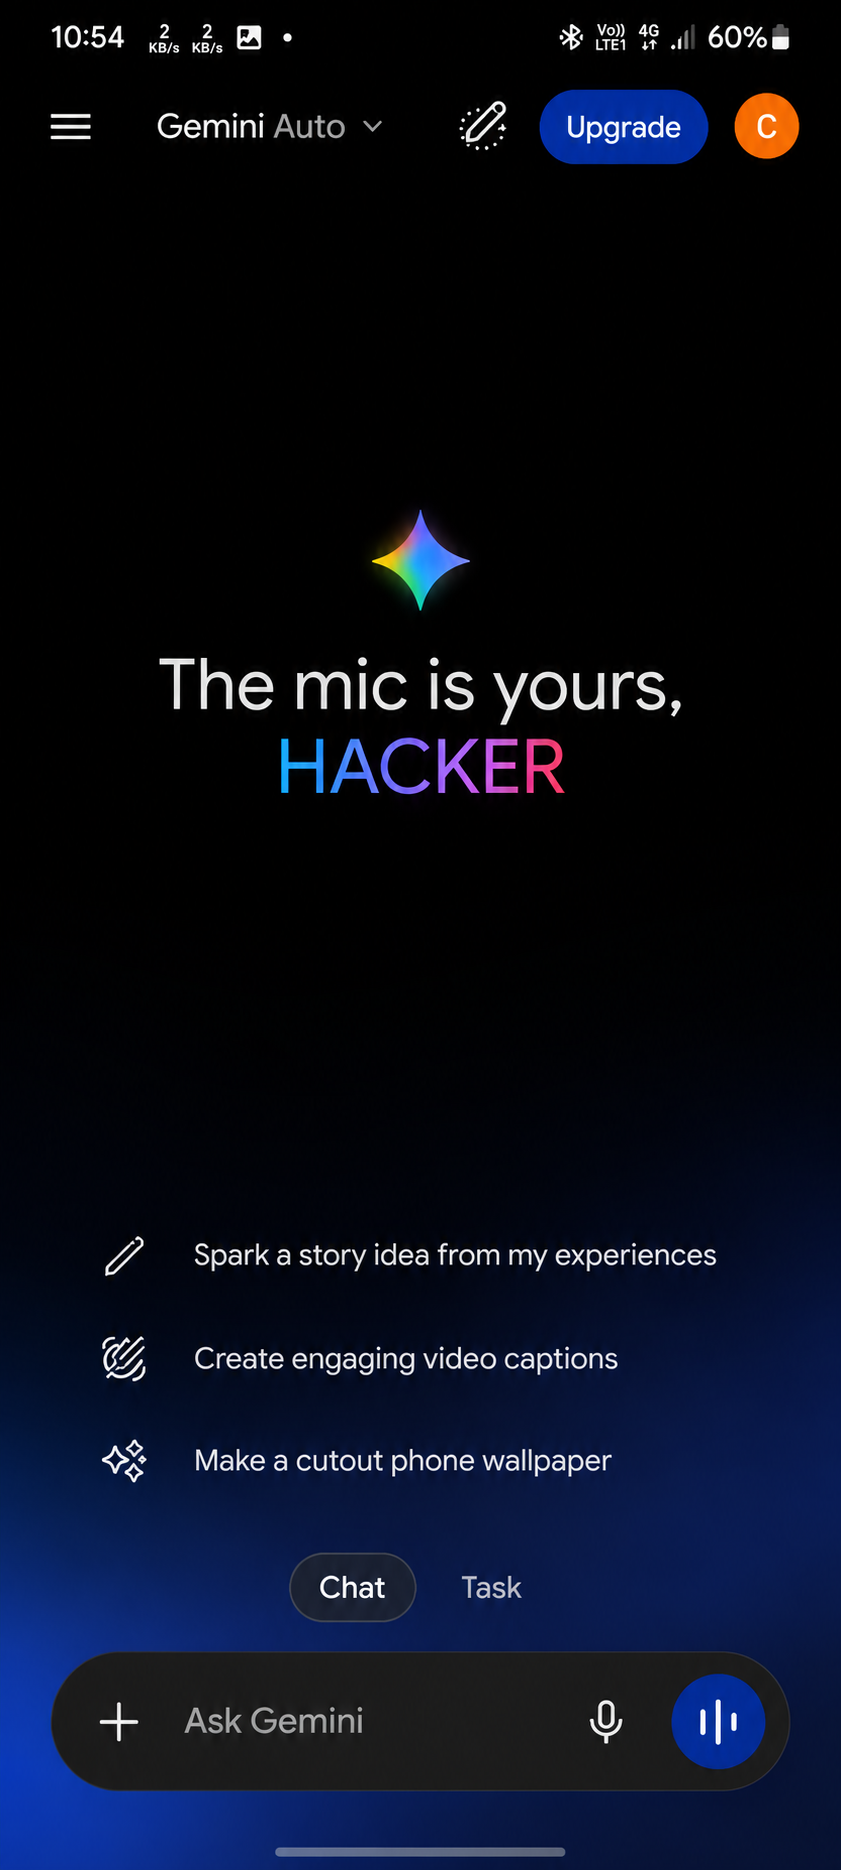 10:54 2 KB/s 2 KB/s Vo)) LTE1 4G 60%
Gemini Auto Upgrade C
The mic is yours,
HACKER
Spark a story idea from my experiences
Create engaging video captions
Make a cutout phone wallpaper
Chat Task
Ask Gemini